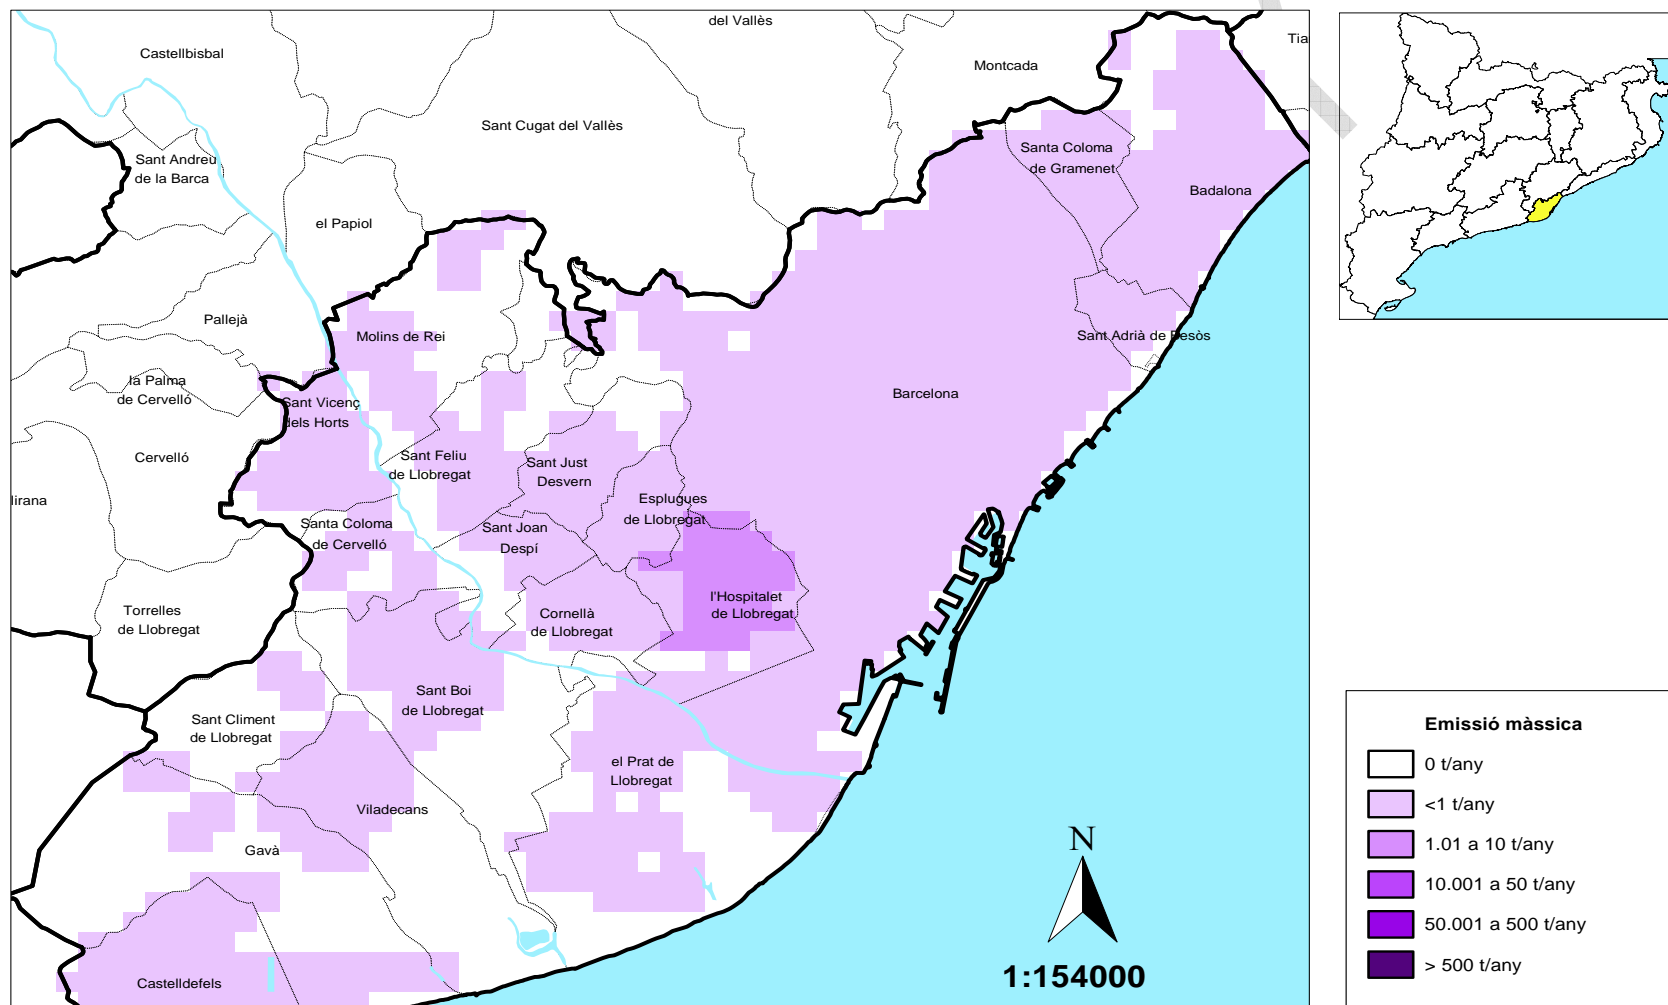 del Vallès
Tia
Castellbisbal
Montcada
Sant Cugat del Vallès
Santa Coloma
de Gramenet
Sant Andreu
de la Barca
Badalona
el Papiol
Pallejà
Molins de Rei
Sant Adrià de Besòs
la Palma
de Cervelló
Barcelona
Sant Vicenç
dels Horts
Cervelló
Sant Feliu
de Llobregat
Sant Just
Desvern
lirana
Esplugues
de Llobregat
Santa Coloma
de Cervelló
Sant Joan
Despí
l'Hospitalet
de Llobregat
Torrelles
de Llobregat
Cornellà
de Llobregat
Sant Boi
de Llobregat
Sant Climent
de Llobregat
el Prat de
Llobregat
Viladecans
Gavà
Castelldefels
N
1:154000
Emissió màssica
0 t/any
<1 t/any
1.01 a 10 t/any
10.001 a 50 t/any
50.001 a 500 t/any
> 500 t/any